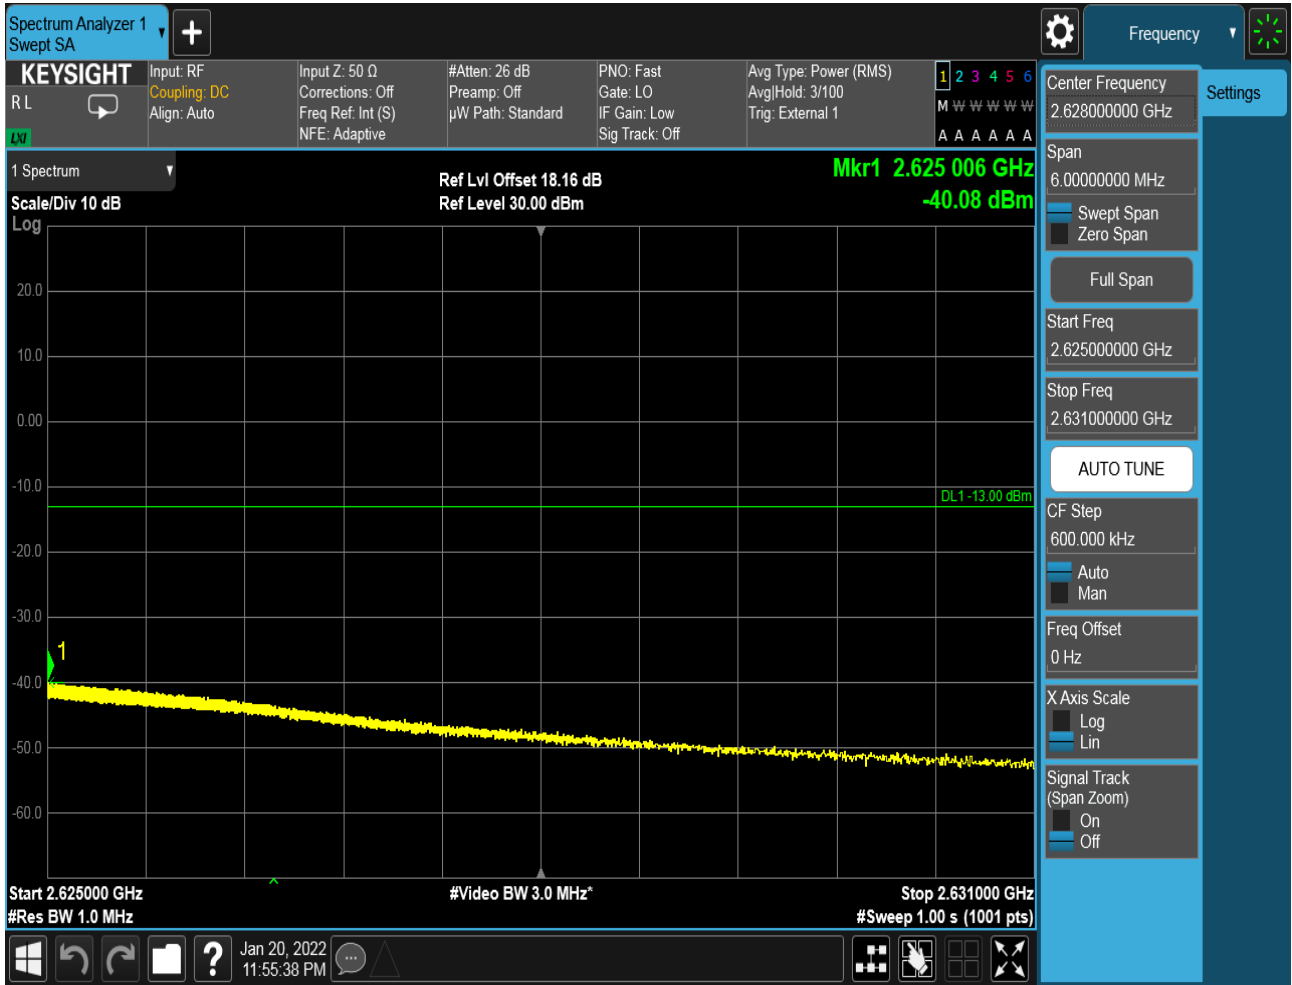 Spectrum Analyzer 1
Swept SA
+
Frequency
KEYSIGHT
R L
LXI
Input: RF
Coupling: DC
Align: Auto
Input Z: 50 Ω
Corrections: Off
Freq Ref: Int (S)
NFE: Adaptive
#Atten: 26 dB
Preamp: Off
µW Path: Standard
PNO: Fast
Gate: LO
IF Gain: Low
Sig Track: Off
Avg Type: Power (RMS)
Avg|Hold: 3/100
Trig: External 1
1 2 3 4 5 6
M W W W W W
A A A A A A
1 Spectrum
Scale/Div 10 dB
Log
Ref Lvl Offset 18.16 dB
Ref Level 30.00 dBm
Mkr1 2.625 006 GHz
-40.08 dBm
20.0
10.0
0.00
-10.0
DL1 -13.00 dBm
-20.0
-30.0
1
-40.0
-50.0
-60.0
Start 2.625000 GHz
#Res BW 1.0 MHz
#Video BW 3.0 MHz*
Stop 2.631000 GHz
#Sweep 1.00 s (1001 pts)
?
Jan 20, 2022
11:55:38 PM
Center Frequency
2.628000000 GHz
Settings
Span
6.00000000 MHz
Swept Span
Zero Span
Full Span
Start Freq
2.625000000 GHz
Stop Freq
2.631000000 GHz
AUTO TUNE
CF Step
600.000 kHz
Auto
Man
Freq Offset
0 Hz
X Axis Scale
Log
Lin
Signal Track
(Span Zoom)
On
Off